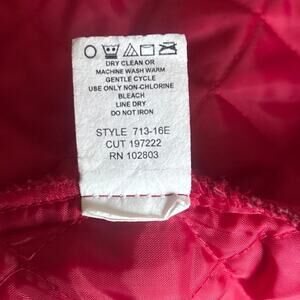 DRY CLEAN OR
MACHINE WASH WARM
GENTLE CYCLE
USE ONLY NON-CHLORINE
BLEACH
LINE DRY
DO NOT IRON
STYLE 713-16E
CUT 197222
RN 102803